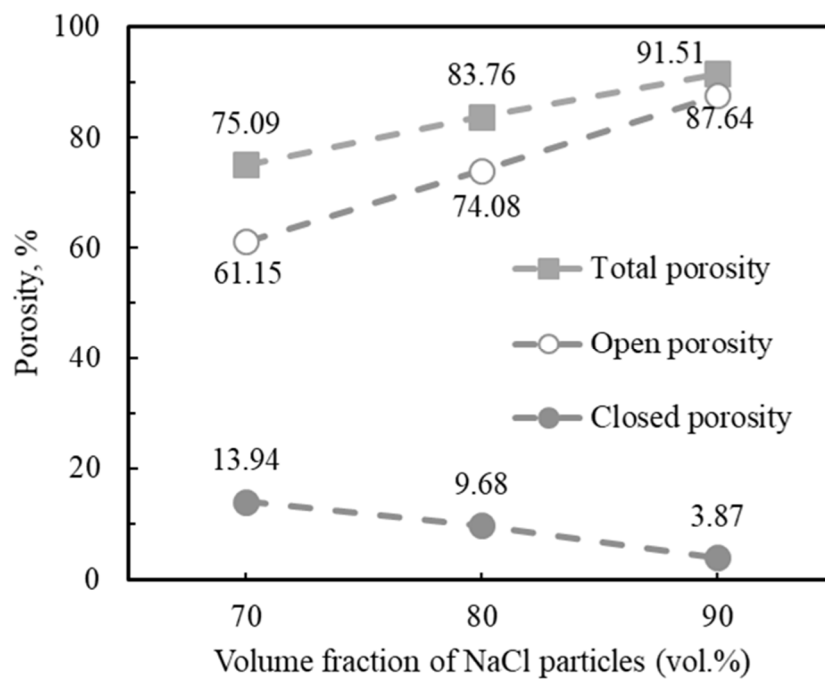 100
91.51
83.76
75.09
80
87.64
74.08
61.15
60
Porosity, %
Total porosity
Open porosity
40
Closed porosity
20
13.94
9.68
3.87
0
70 80 90
Volume fraction of NaCl particles (vol.%)